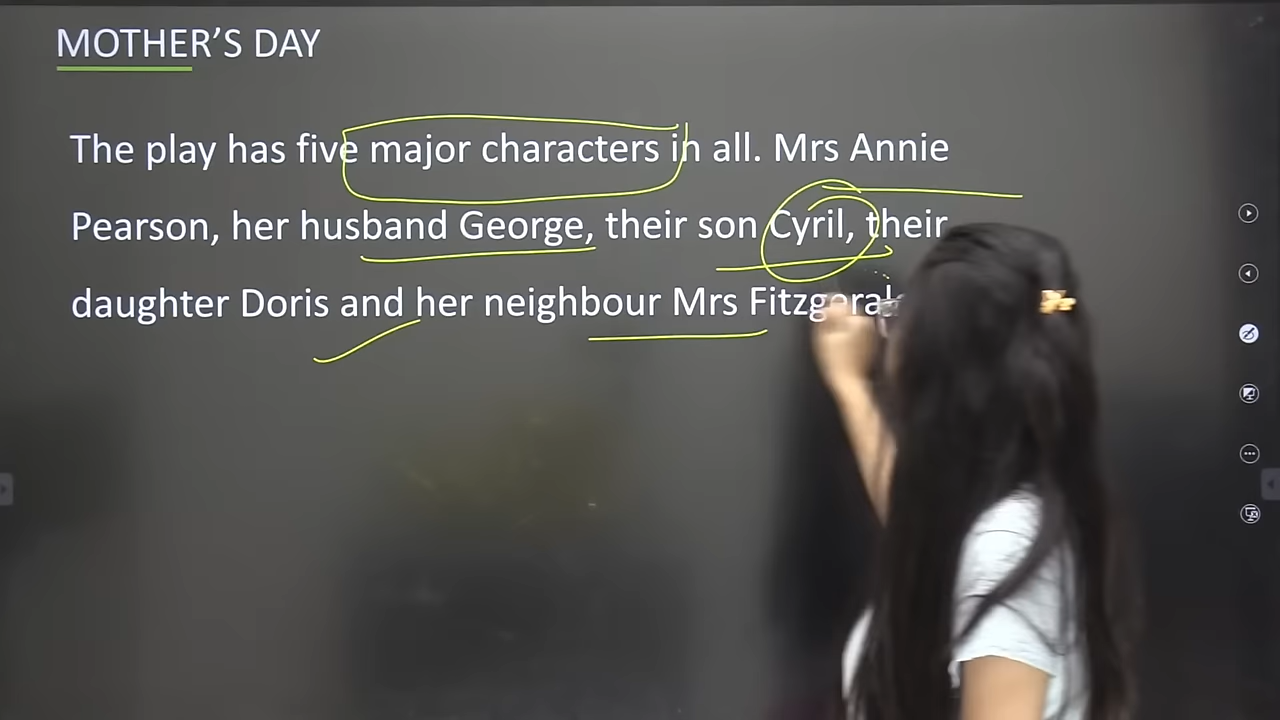 MOTHER'S DAY
The play has five major characters in all. Mrs Annie
Pearson, her husband George, their son Cyril, their
daughter Doris and her neighbour Mrs